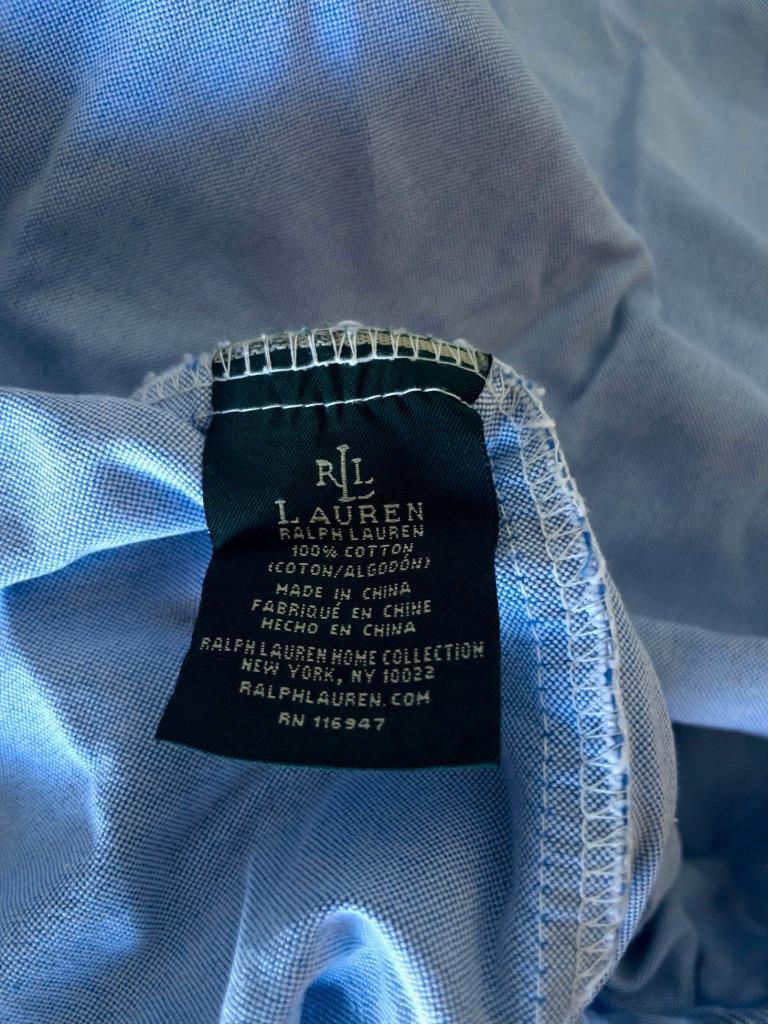 RLL
LAUREN
RALPH LAUREN
100% COTTON
(COTON/ALGODÓN)
MADE IN CHINA
FABRIQUÉ EN CHINE
HECHO EN CHINA
RALPH LAUREN HOME COLLECTION
NEW YORK, NY 10022
RALPHLAUREN.COM
RN 116947